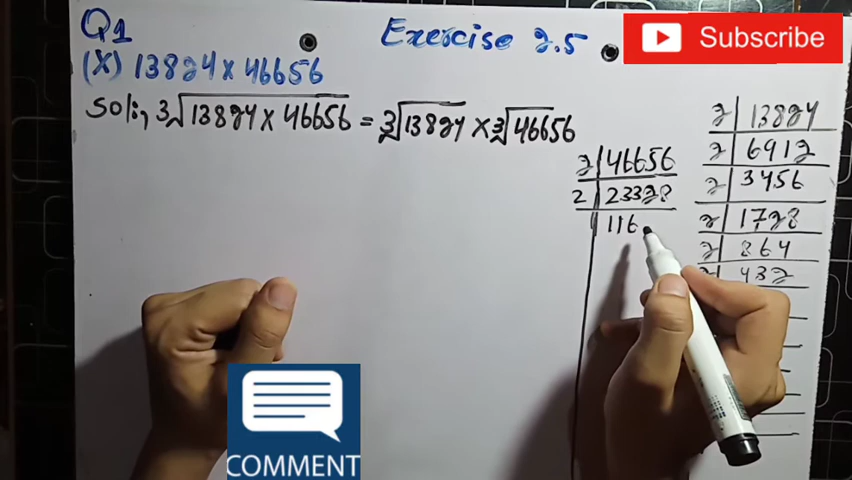 Q1 Exercise 2.5
Subscribe
(X) 13824 x 46656
Sol:, 3√13824 x 46656 = 3√13824 x 3√46656
2 | 46656
2 | 23328
116
2 | 13824
2 | 6912
2 | 3456
2 | 1728
2 | 864
2 | 432
COMMENT